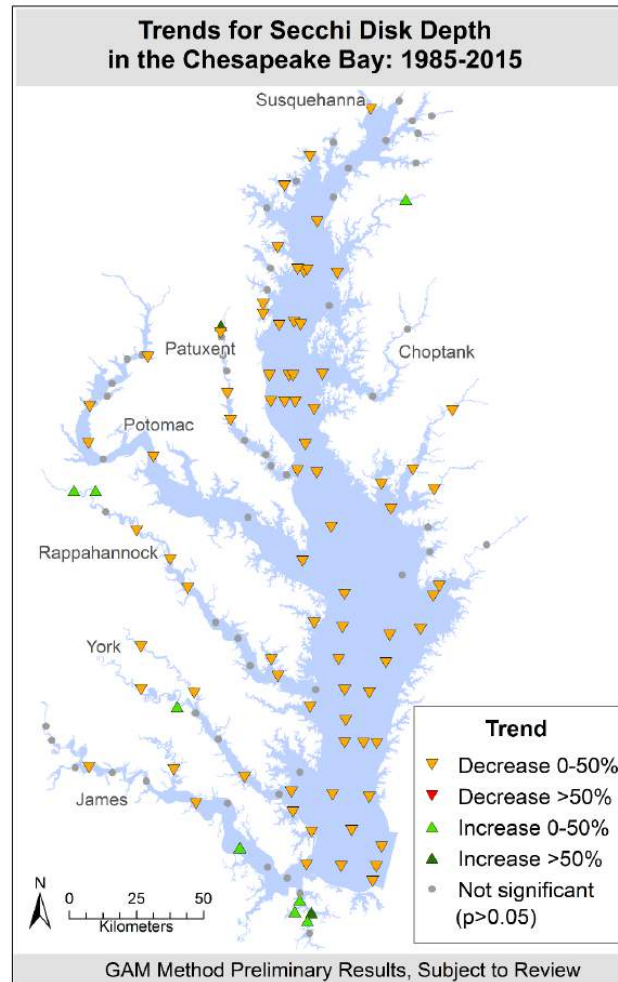 Trends for Secchi Disk Depth
in the Chesapeake Bay: 1985-2015
Susquehanna
Patuxent
Choptank
Potomac
Rappahannock
York
James
N
0 25 50
Kilometers
Trend
Decrease 0-50%
Decrease >50%
Increase 0-50%
Increase >50%
Not significant
(p>0.05)
GAM Method Preliminary Results, Subject to Review